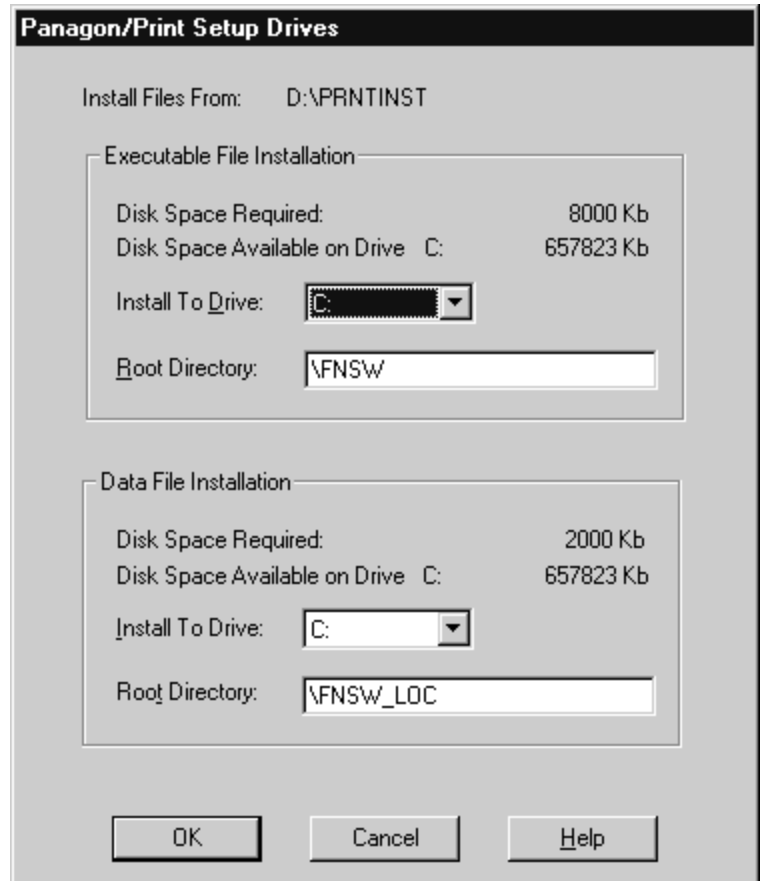 Panagon/Print Setup Drives
Install Files From: D:\PRNTINST
Executable File Installation
Disk Space Required: 8000 Kb
Disk Space Available on Drive C: 657823 Kb
Install To Drive: C:
Root Directory: \FNSW
Data File Installation
Disk Space Required: 2000 Kb
Disk Space Available on Drive C: 657823 Kb
Install To Drive: C:
Root Directory: \FNSW_LOC
OK Cancel Help